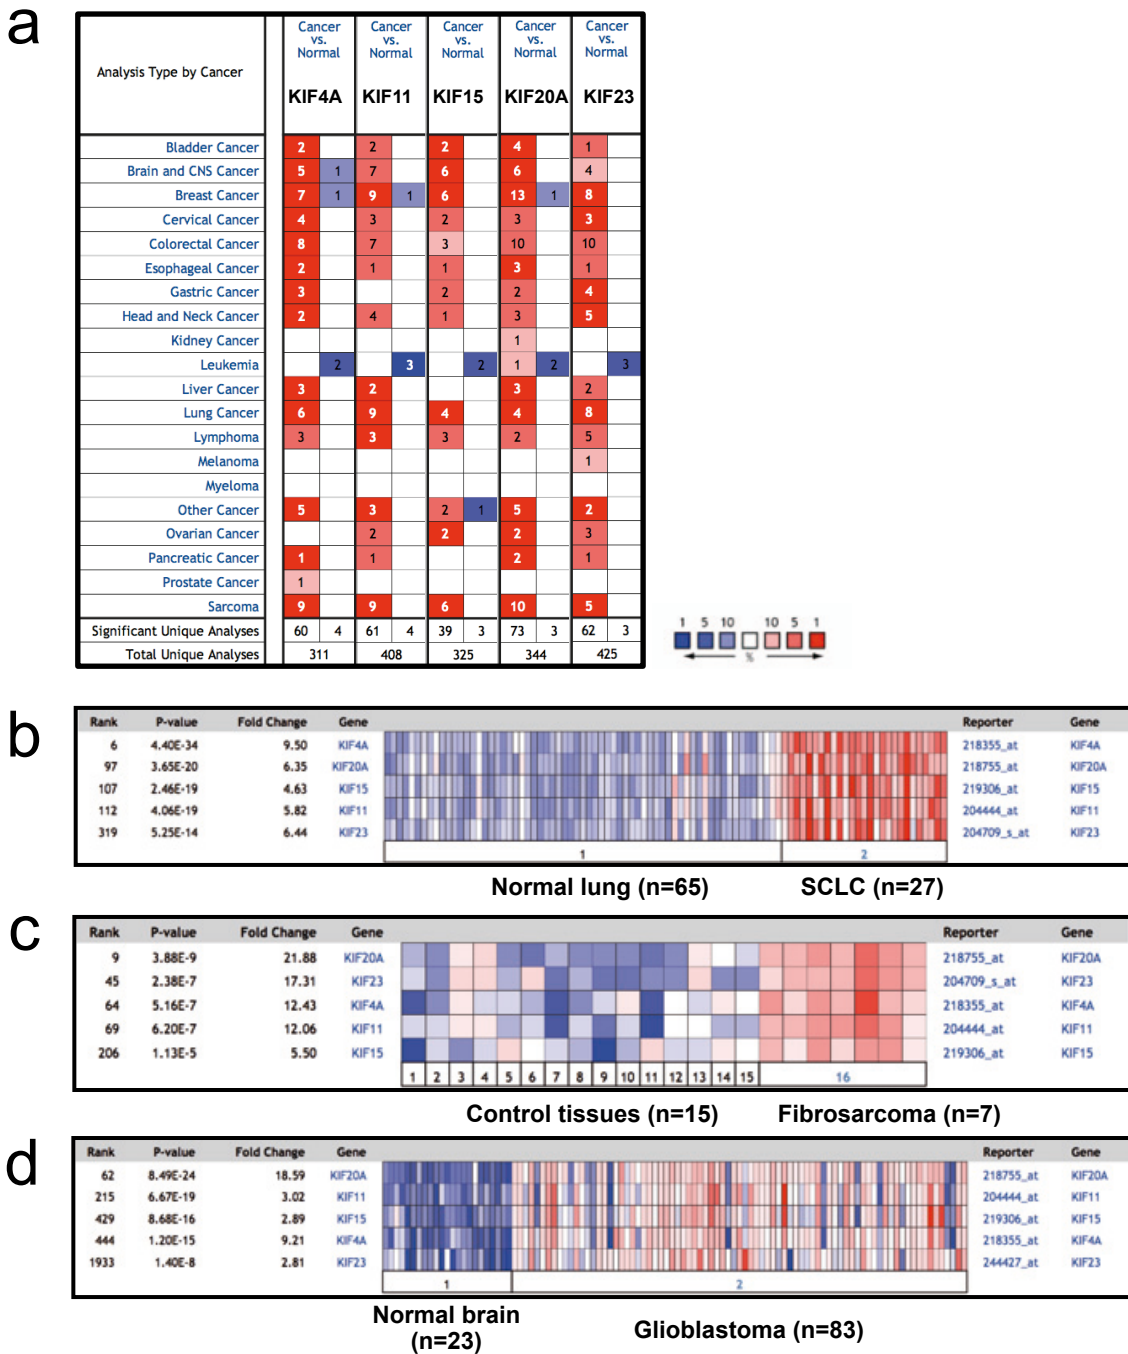 a
Analysis Type by Cancer
Cancer vs. Normal Cancer vs. Normal Cancer vs. Normal Cancer vs. Normal Cancer vs. Normal
KIF4A KIF11 KIF15 KIF20A KIF23
Bladder Cancer 2 2 2 4 1
Brain and CNS Cancer 5 1 7 6 6 4
Breast Cancer 7 1 9 1 6 13 1 8
Cervical Cancer 4 3 2 3 3
Colorectal Cancer 8 7 3 10 10
Esophageal Cancer 2 1 1 3 1
Gastric Cancer 3 2 2 4
Head and Neck Cancer 2 4 1 3 5
Kidney Cancer 1
Leukemia 2 3 2 1 2 3
Liver Cancer 3 2 3 2
Lung Cancer 6 9 4 4 8
Lymphoma 3 3 3 2 5
Melanoma 1
Myeloma
Other Cancer 5 3 2 1 5 2
Ovarian Cancer 2 2 2 3
Pancreatic Cancer 1 1 2 1
Prostate Cancer 1
Sarcoma 9 9 6 10 5
Significant Unique Analyses 60 4 61 4 39 3 73 3 62 3
Total Unique Analyses 311 408 325 344 425
1 5 10 10 5 1
%
b
Rank P-value Fold Change Gene Reporter Gene
6 4.40E-34 9.50 KIF4A 218355_at KIF4A
97 3.65E-20 6.35 KIF20A 218755_at KIF20A
107 2.46E-19 4.63 KIF15 219306_at KIF15
112 4.06E-19 5.82 KIF11 204444_at KIF11
319 5.25E-14 6.44 KIF23 204709_s_at KIF23
1 2
Normal lung (n=65) SCLC (n=27)
c
Rank P-value Fold Change Gene Reporter Gene
9 3.88E-9 21.88 KIF20A 218755_at KIF20A
45 2.38E-7 17.31 KIF23 204709_s_at KIF23
64 5.16E-7 12.43 KIF4A 218355_at KIF4A
69 6.20E-7 12.06 KIF11 204444_at KIF11
206 1.13E-5 5.50 KIF15 219306_at KIF15
1 2 3 4 5 6 7 8 9 10 11 12 13 14 15 16
Control tissues (n=15) Fibrosarcoma (n=7)
d
Rank P-value Fold Change Gene Reporter Gene
62 8.49E-24 18.59 KIF20A 218755_at KIF20A
215 6.67E-19 3.02 KIF11 204444_at KIF11
429 8.68E-16 2.89 KIF15 219306_at KIF15
444 1.20E-15 9.21 KIF4A 218355_at KIF4A
1933 1.40E-8 2.81 KIF23 244427_at KIF23
1 2
Normal brain Glioblastoma (n=83)
(n=23)